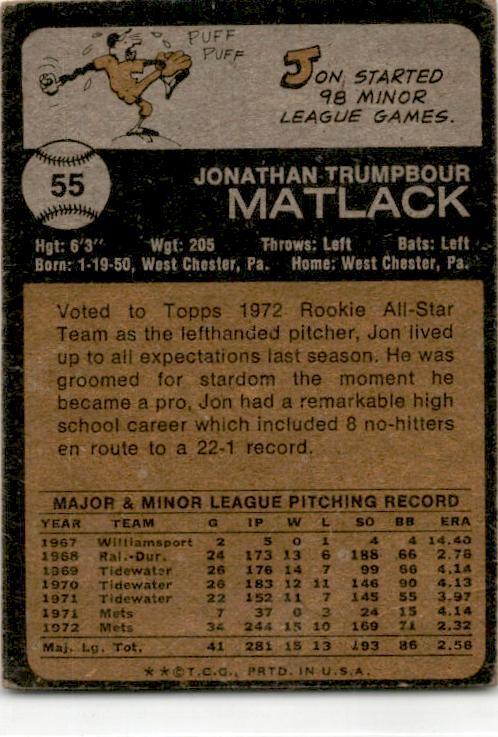 PUFF
PUFF
JON STARTED
98 MINOR
LEAGUE GAMES.
55
JONATHAN TRUMPBOUR
MATLACK
Hgt: 6'3" Wgt: 205 Throws: Left Bats: Left
Born: 1-19-50, West Chester, Pa. Home: West Chester, Pa.
Voted to Topps 1972 Rookie All-Star
Team as the lefthanded pitcher, Jon lived
up to all expectations last season. He was
groomed for stardom the moment he
became a pro, Jon had a remarkable high
school career which included 8 no-hitters
en route to a 22-1 record.
MAJOR & MINOR LEAGUE PITCHING RECORD
YEAR TEAM G IP W L SO BB ERA
1967 Williamsport 2 5 0 1 4 4 14.40
1968 Ral.-Dur. 24 173 13 6 188 66 2.76
1969 Tidewater 26 176 14 7 99 66 4.14
1970 Tidewater 26 183 12 11 146 90 4.13
1971 Tidewater 22 152 11 7 145 55 3.97
1971 Mets 7 37 0 3 24 15 4.14
1972 Mets 34 244 15 10 169 71 2.32
Maj. Lg. Tot. 41 281 15 13 193 86 2.56
**©T.C.G., PRTD. IN U.S.A.